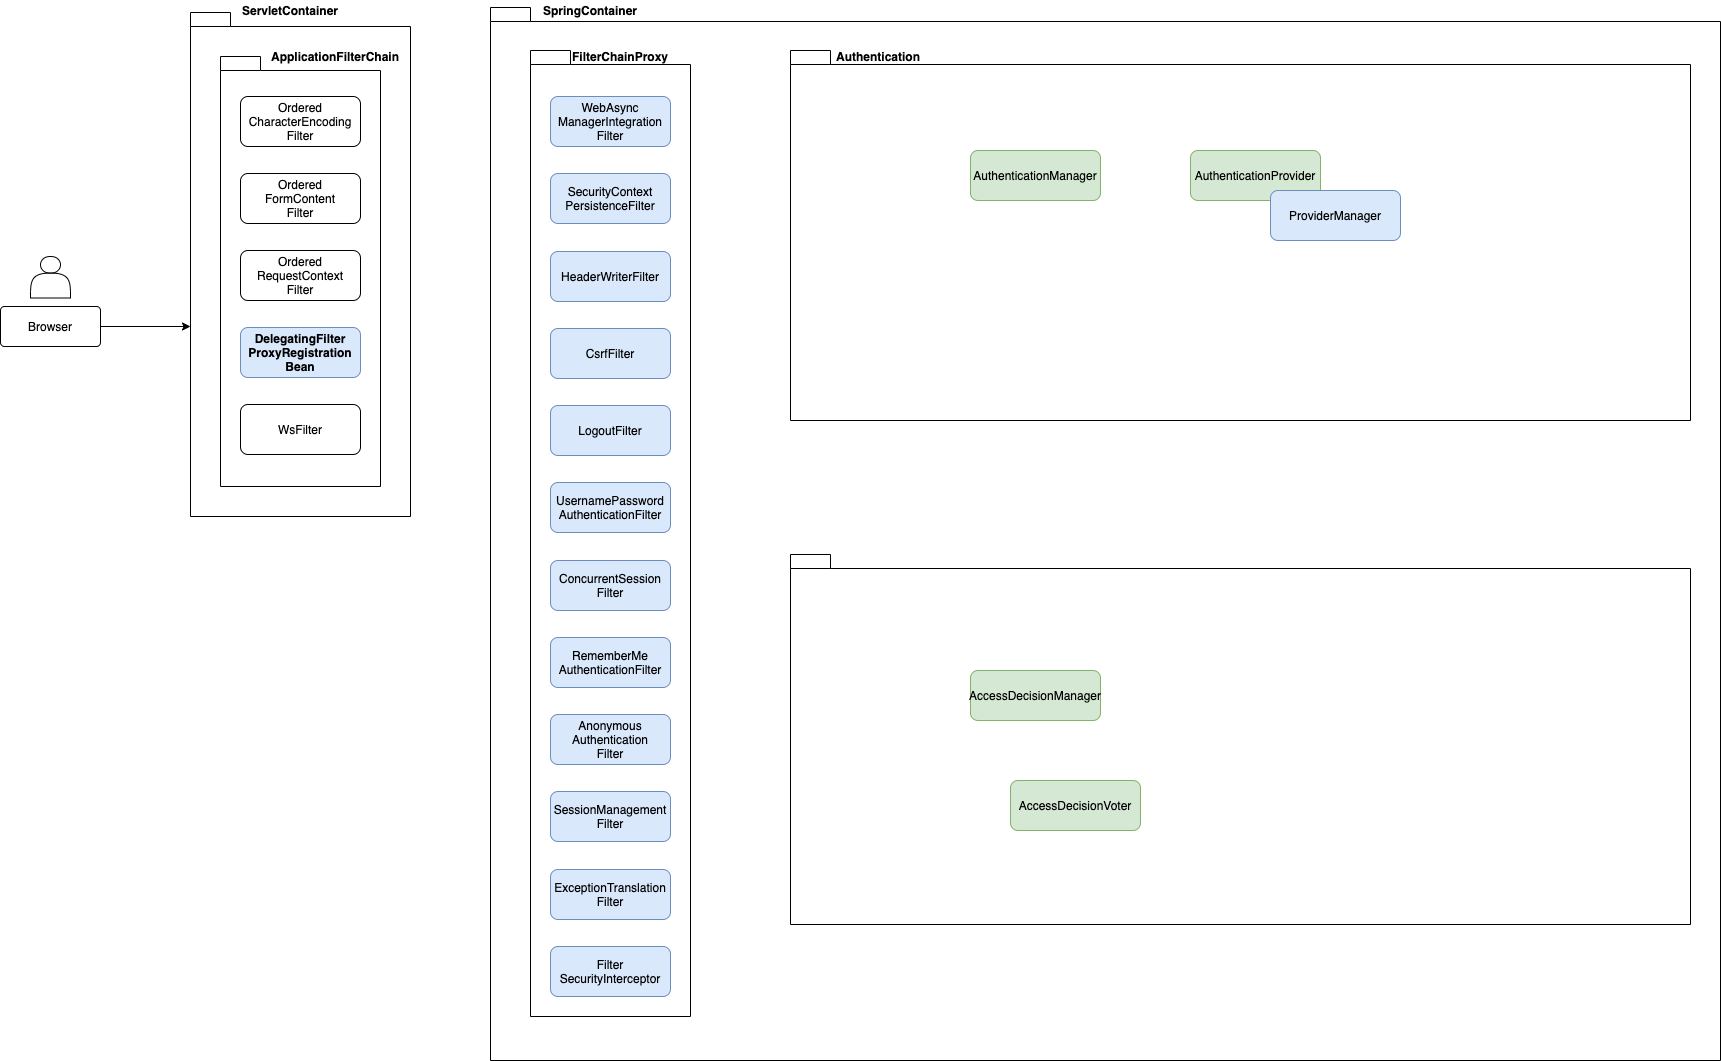 Browser
ServletContainer
ApplicationFilterChain
Ordered
CharacterEncoding
Filter
Ordered
FormContent
Filter
Ordered
RequestContext
Filter
DelegatingFilter
ProxyRegistration
Bean
WsFilter
SpringContainer
FilterChainProxy
WebAsync
ManagerIntegration
Filter
SecurityContext
PersistenceFilter
HeaderWriterFilter
CsrfFilter
LogoutFilter
UsernamePassword
AuthenticationFilter
ConcurrentSession
Filter
RememberMe
AuthenticationFilter
Anonymous
Authentication
Filter
SessionManagement
Filter
ExceptionTranslation
Filter
Filter
SecurityInterceptor
Authentication
AuthenticationManager
AuthenticationProvider
ProviderManager
AccessDecisionManager
AccessDecisionVoter